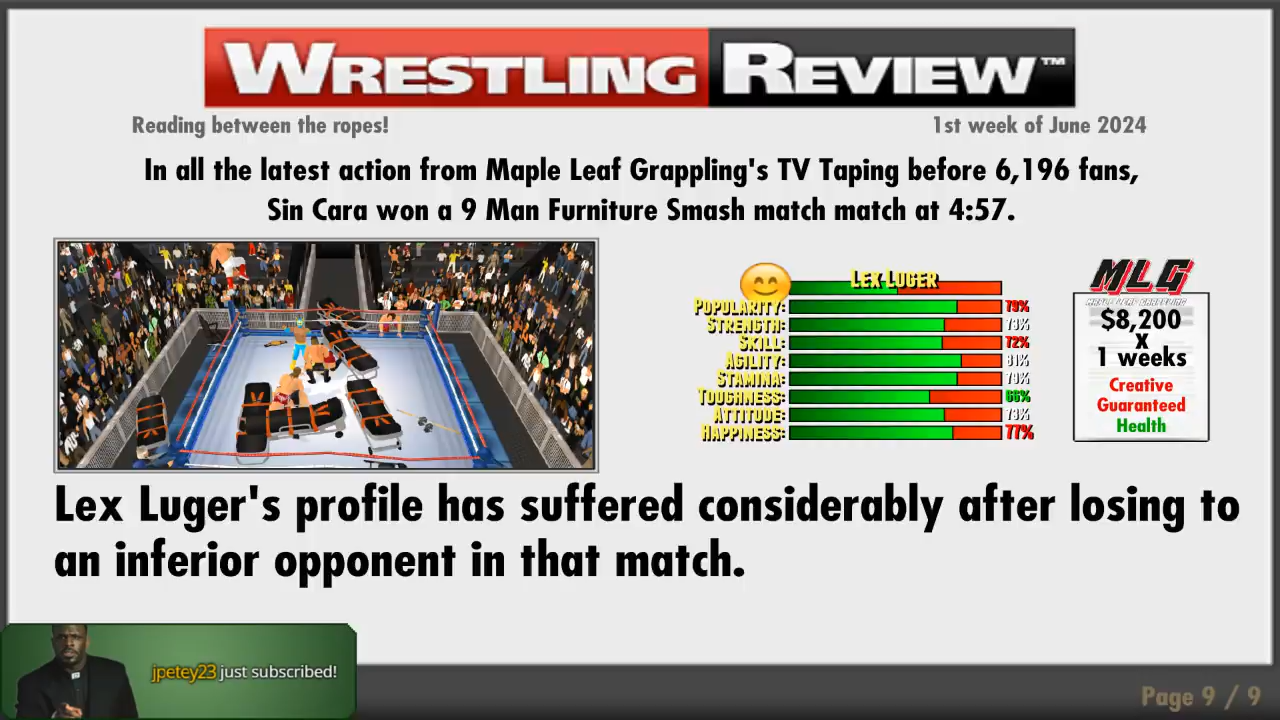 WRESTLING REVIEW™
Reading between the ropes!
1st week of June 2024
In all the latest action from Maple Leaf Grappling's TV Taping before 6,196 fans,
Sin Cara won a 9 Man Furniture Smash match match at 4:57.
LEX LUGER
POPULARITY: 79%
STRENGTH: 73%
SKILL: 72%
AGILITY: 81%
STAMINA: 79%
TOUGHNESS: 66%
ATTITUDE: 73%
HAPPINESS: 77%
MLG
MAPLE LEAF GRAPPLING
$8,200
X
1 weeks
Creative
Guaranteed
Health
Lex Luger's profile has suffered considerably after losing to
an inferior opponent in that match.
jpetey23 just subscribed!
Page 9 / 9